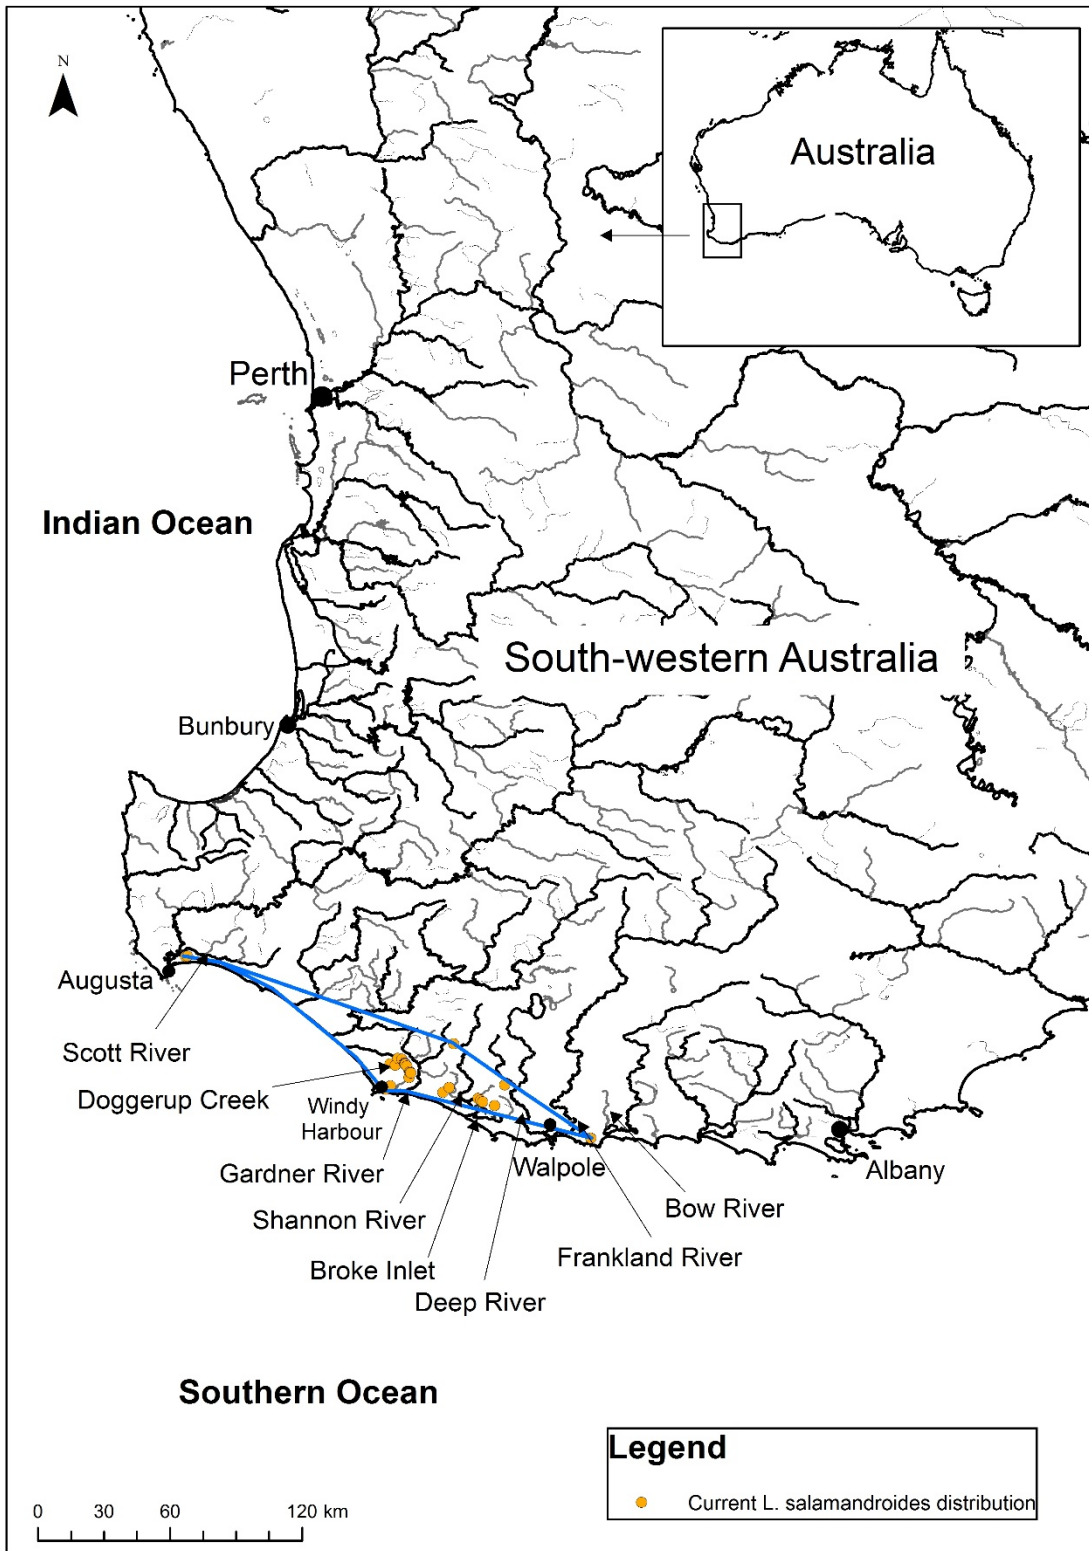 N
Australia
Perth
Indian Ocean
South-western Australia
Bunbury
Augusta
Scott River
Doggerup Creek
Windy
Harbour
Gardner River
Walpole
Albany
Shannon River
Bow River
Broke Inlet
Frankland River
Deep River
Southern Ocean
Legend
Current L. salamandroides distribution
0 30 60 120 km